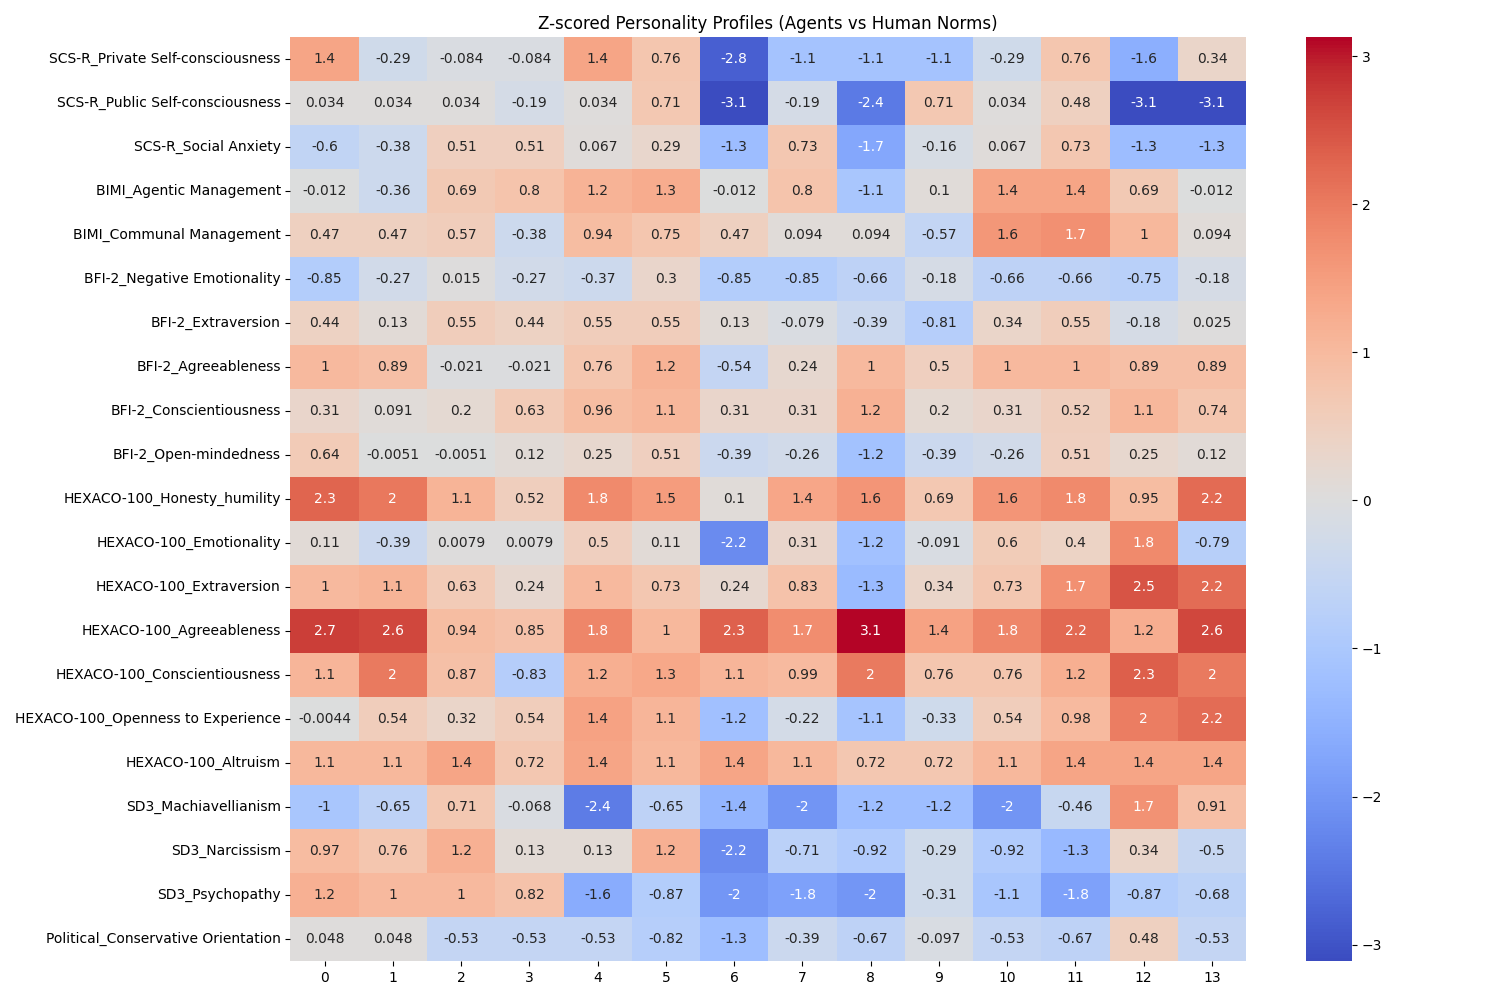 Z-scored Personality Profiles (Agents vs Human Norms)
SCS-R_Private Self-consciousness 1.4 -0.29 -0.084 -0.084 1.4 0.76 -2.8 -1.1 -1.1 -1.1 -0.29 0.76 -1.6 0.34
SCS-R_Public Self-consciousness 0.034 0.034 0.034 -0.19 0.034 0.71 -3.1 -0.19 -2.4 0.71 0.034 0.48 -3.1 -3.1
SCS-R_Social Anxiety -0.6 -0.38 0.51 0.51 0.067 0.29 -1.3 0.73 -1.7 -0.16 0.067 0.73 -1.3 -1.3
BIMI_Agentic Management -0.012 -0.36 0.69 0.8 1.2 1.3 -0.012 0.8 -1.1 0.1 1.4 1.4 0.69 -0.012
BIMI_Communal Management 0.47 0.47 0.57 -0.38 0.94 0.75 0.47 0.094 0.094 -0.57 1.6 1.7 1 0.094
BFI-2_Negative Emotionality -0.85 -0.27 0.015 -0.27 -0.37 0.3 -0.85 -0.85 -0.66 -0.18 -0.66 -0.66 -0.75 -0.18
BFI-2_Extraversion 0.44 0.13 0.55 0.44 0.55 0.55 0.13 -0.079 -0.39 -0.81 0.34 0.55 -0.18 0.025
BFI-2_Agreeableness 1 0.89 -0.021 -0.021 0.76 1.2 -0.54 0.24 1 0.5 1 1 0.89 0.89
BFI-2_Conscientiousness 0.31 0.091 0.2 0.63 0.96 1.1 0.31 0.31 1.2 0.2 0.31 0.52 1.1 0.74
BFI-2_Open-mindedness 0.64 -0.0051 -0.0051 0.12 0.25 0.51 -0.39 -0.26 -1.2 -0.39 -0.26 0.51 0.25 0.12
HEXACO-100_Honesty_humility 2.3 2 1.1 0.52 1.8 1.5 0.1 1.4 1.6 0.69 1.6 1.8 0.95 2.2
HEXACO-100_Emotionality 0.11 -0.39 0.0079 0.0079 0.5 0.11 -2.2 0.31 -1.2 -0.091 0.6 0.4 1.8 -0.79
HEXACO-100_Extraversion 1 1.1 0.63 0.24 1 0.73 0.24 0.83 -1.3 0.34 0.73 1.7 2.5 2.2
HEXACO-100_Agreeableness 2.7 2.6 0.94 0.85 1.8 1 2.3 1.7 3.1 1.4 1.8 2.2 1.2 2.6
HEXACO-100_Conscientiousness 1.1 2 0.87 -0.83 1.2 1.3 1.1 0.99 2 0.76 0.76 1.2 2.3 2
HEXACO-100_Openness to Experience -0.0044 0.54 0.32 0.54 1.4 1.1 -1.2 -0.22 -1.1 -0.33 0.54 0.98 2 2.2
HEXACO-100_Altruism 1.1 1.1 1.4 0.72 1.4 1.1 1.4 1.1 0.72 0.72 1.1 1.4 1.4 1.4
SD3_Machiavellianism -1 -0.65 0.71 -0.068 -2.4 -0.65 -1.4 -2 -1.2 -1.2 -2 -0.46 1.7 0.91
SD3_Narcissism 0.97 0.76 1.2 0.13 0.13 1.2 -2.2 -0.71 -0.92 -0.29 -0.92 -1.3 0.34 -0.5
SD3_Psychopathy 1.2 1 1 0.82 -1.6 -0.87 -2 -1.8 -2 -0.31 -1.1 -1.8 -0.87 -0.68
Political_Conservative Orientation 0.048 0.048 -0.53 -0.53 -0.53 -0.82 -1.3 -0.39 -0.67 -0.097 -0.53 -0.67 0.48 -0.53
0 1 2 3 4 5 6 7 8 9 10 11 12 13
3
2
1
0
−1
−2
−3